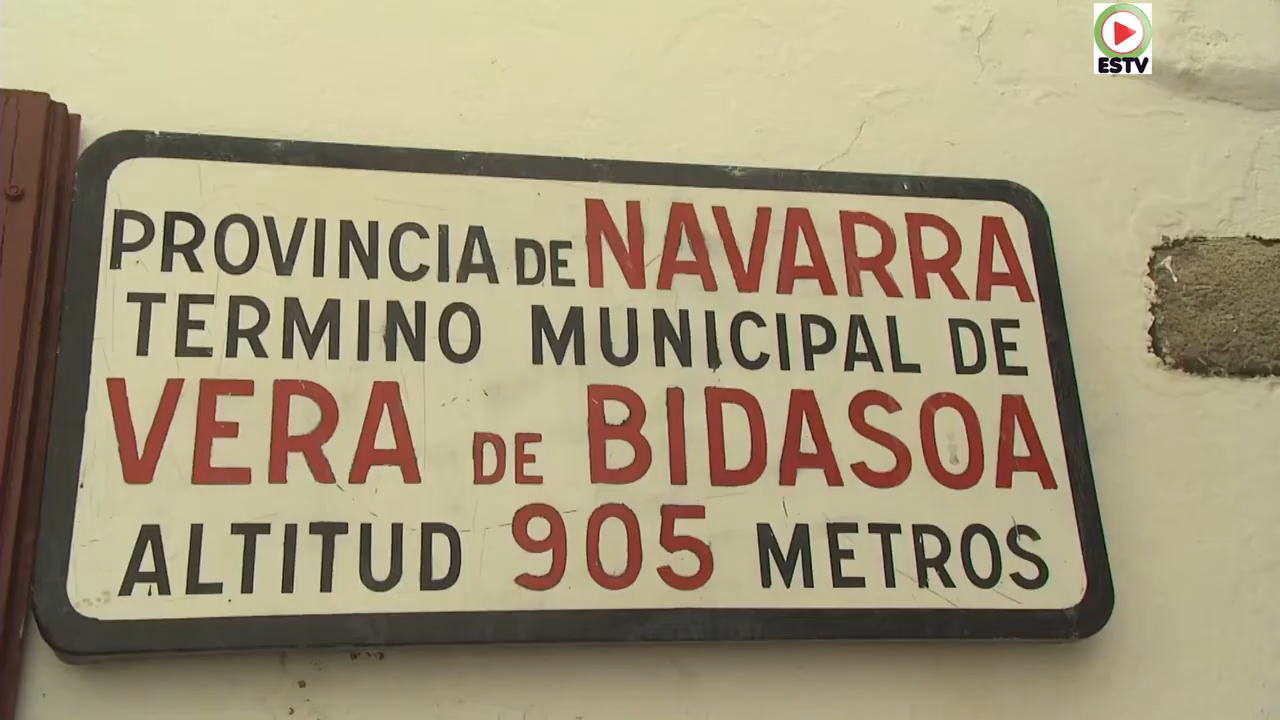 ESTV
PROVINCIA DE NAVARRA
TERMINO MUNICIPAL DE
VERA DE BIDASOA
ALTITUD 905 METROS